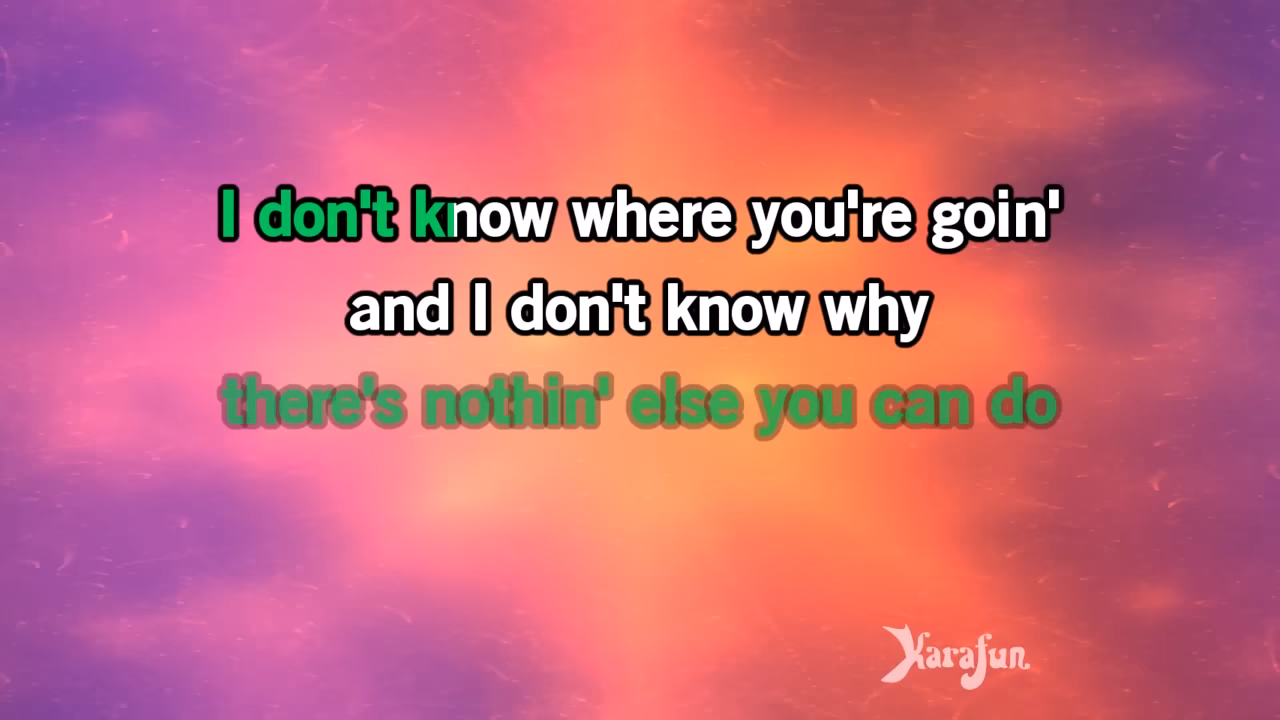 I don't know where you're goin'
and I don't know why
there's nothin' else you can do
Karafun